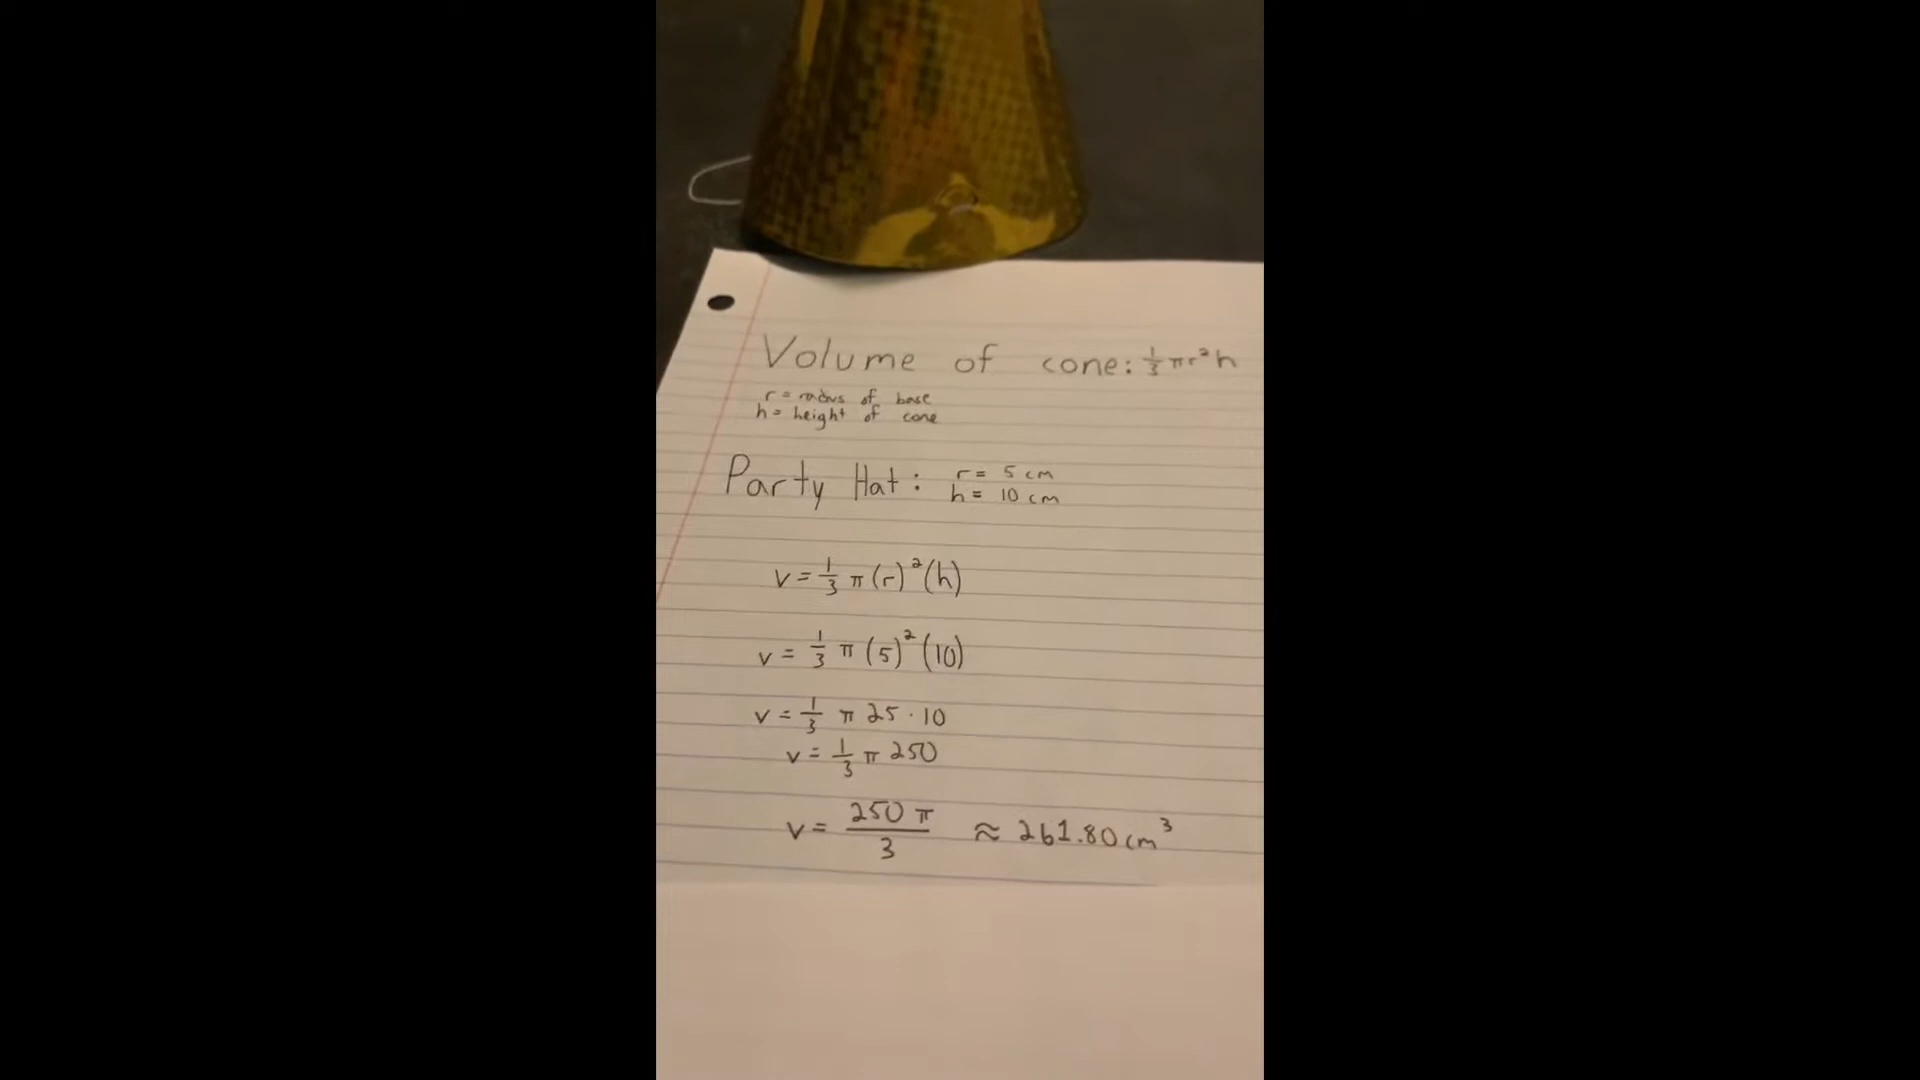 Volume of cone: 1/3 πr²h
r = radius of base
h = height of cone
Party Hat: r = 5 cm
h = 10 cm
v = 1/3 π(r)²(h)
v = 1/3 π(5)²(10)
v = 1/3 π 25 · 10
v = 1/3 π 250
v = 250 π / 3 ≈ 261.80 cm³